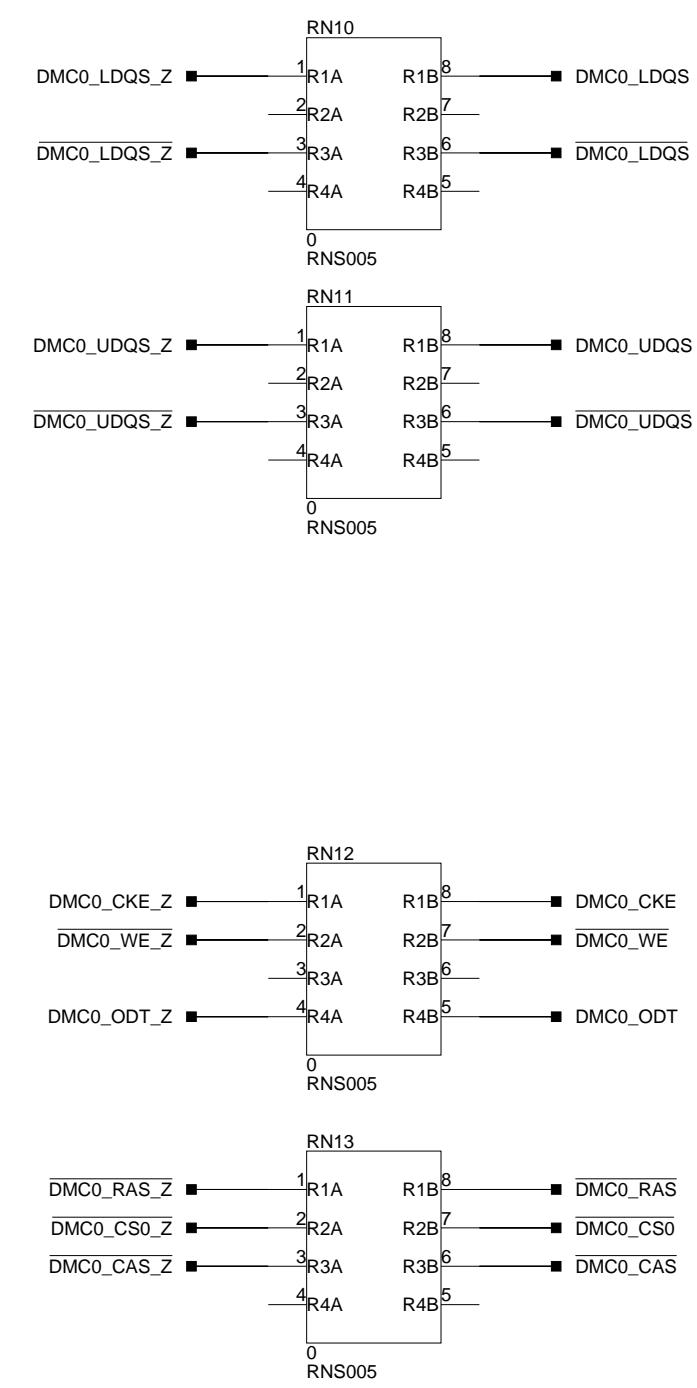 RN10
DMC0_LDQS_Z 1 R1A R1B 8 DMC0_LDQS
2 R2A R2B 7
DMC0_LDQS_Z 3 R3A R3B 6 DMC0_LDQS
4 R4A R4B 5
0
RNS005
RN11
DMC0_UDQS_Z 1 R1A R1B 8 DMC0_UDQS
2 R2A R2B 7
DMC0_UDQS_Z 3 R3A R3B 6 DMC0_UDQS
4 R4A R4B 5
0
RNS005
RN12
DMC0_CKE_Z 1 R1A R1B 8 DMC0_CKE
DMC0_WE_Z 2 R2A R2B 7 DMC0_WE
3 R3A R3B 6
DMC0_ODT_Z 4 R4A R4B 5 DMC0_ODT
0
RNS005
RN13
DMC0_RAS_Z 1 R1A R1B 8 DMC0_RAS
DMC0_CS0_Z 2 R2A R2B 7 DMC0_CS0
DMC0_CAS_Z 3 R3A R3B 6 DMC0_CAS
4 R4A R4B 5
0
RNS005